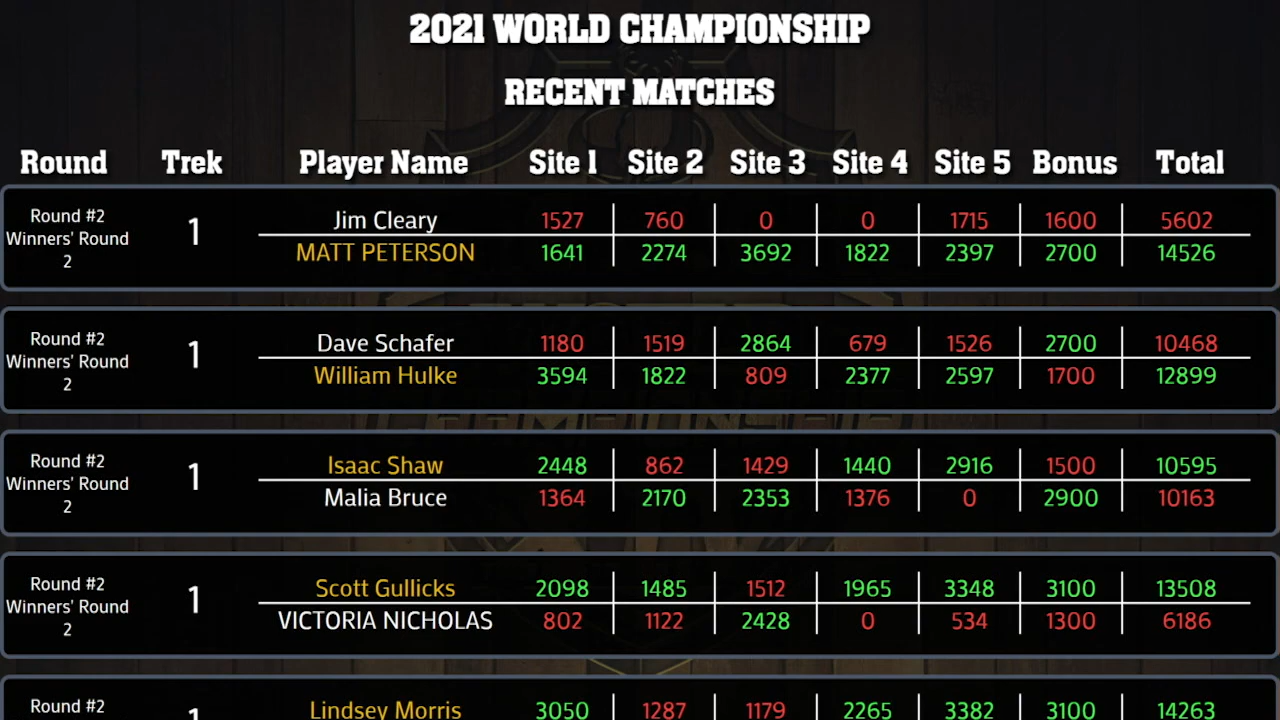 2021 WORLD CHAMPIONSHIP
RECENT MATCHES
Round Trek Player Name Site 1 Site 2 Site 3 Site 4 Site 5 Bonus Total
Round #2
Winners' Round
2
1
Jim Cleary 1527 760 0 0 1715 1600 5602
MATT PETERSON 1641 2274 3692 1822 2397 2700 14526
Round #2
Winners' Round
2
1
Dave Schafer 1180 1519 2864 679 1526 2700 10468
William Hulke 3594 1822 809 2377 2597 1700 12899
Round #2
Winners' Round
2
1
Isaac Shaw 2448 862 1429 1440 2916 1500 10595
Malia Bruce 1364 2170 2353 1376 0 2900 10163
Round #2
Winners' Round
2
1
Scott Gullicks 2098 1485 1512 1965 3348 3100 13508
VICTORIA NICHOLAS 802 1122 2428 0 534 1300 6186
Round #2
1
Lindsey Morris 3050 1287 1179 2265 3382 3100 14263